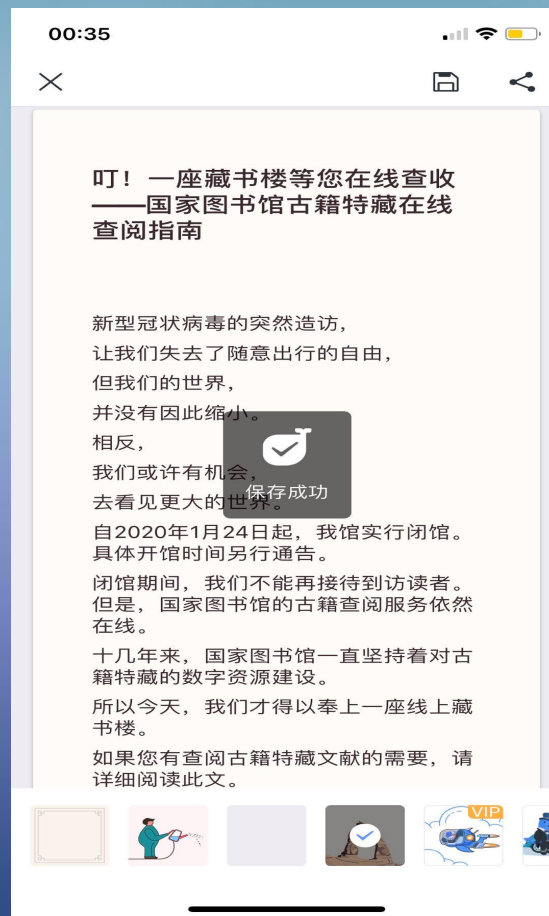 00:35
叮！一座藏书楼等您在线查收
——国家图书馆古籍特藏在线
查阅指南
新型冠状病毒的突然造访，
让我们失去了随意出行的自由，
但我们的世界，
并没有因此缩小。
相反，
我们或许有机会，
去看见更大的世界。
保存成功
自2020年1月24日起，我馆实行闭馆。
具体开馆时间另行通告。
闭馆期间，我们不能再接待到访读者。
但是，国家图书馆的古籍查阅服务依然
在线。
十几年来，国家图书馆一直坚持着对古
籍特藏的数字资源建设。
所以今天，我们才得以奉上一座线上藏
书楼。
如果您有查阅古籍特藏文献的需要，请
详细阅读此文。
VIP